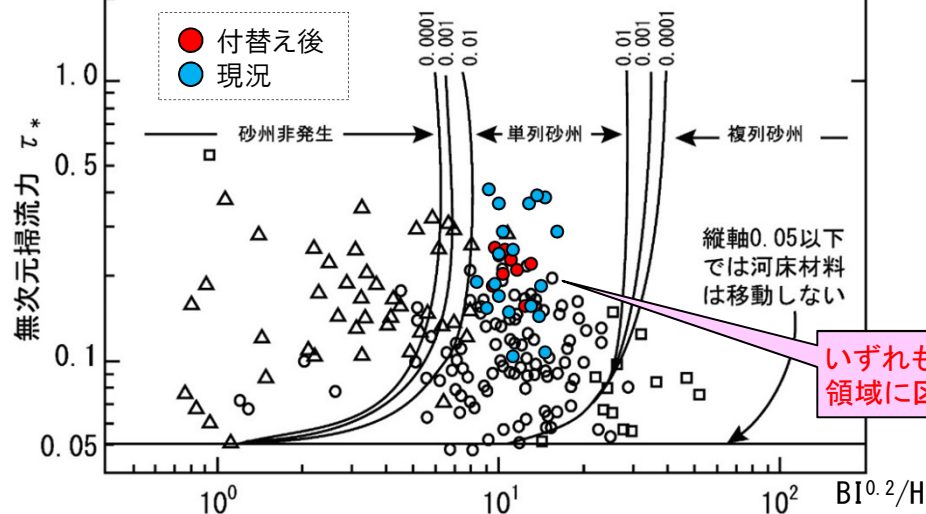 付替え後
現況
0.0001
0.001
0.01
0.01
0.001
0.0001
砂州非発生
単列砂州
複列砂州
無次元掃流力 τ*
1.0
0.5
0.1
0.05
縦軸0.05以下
では河床材料
は移動しない
いずれも
領域に区
10⁰
10¹
10²
BI⁰·²/H